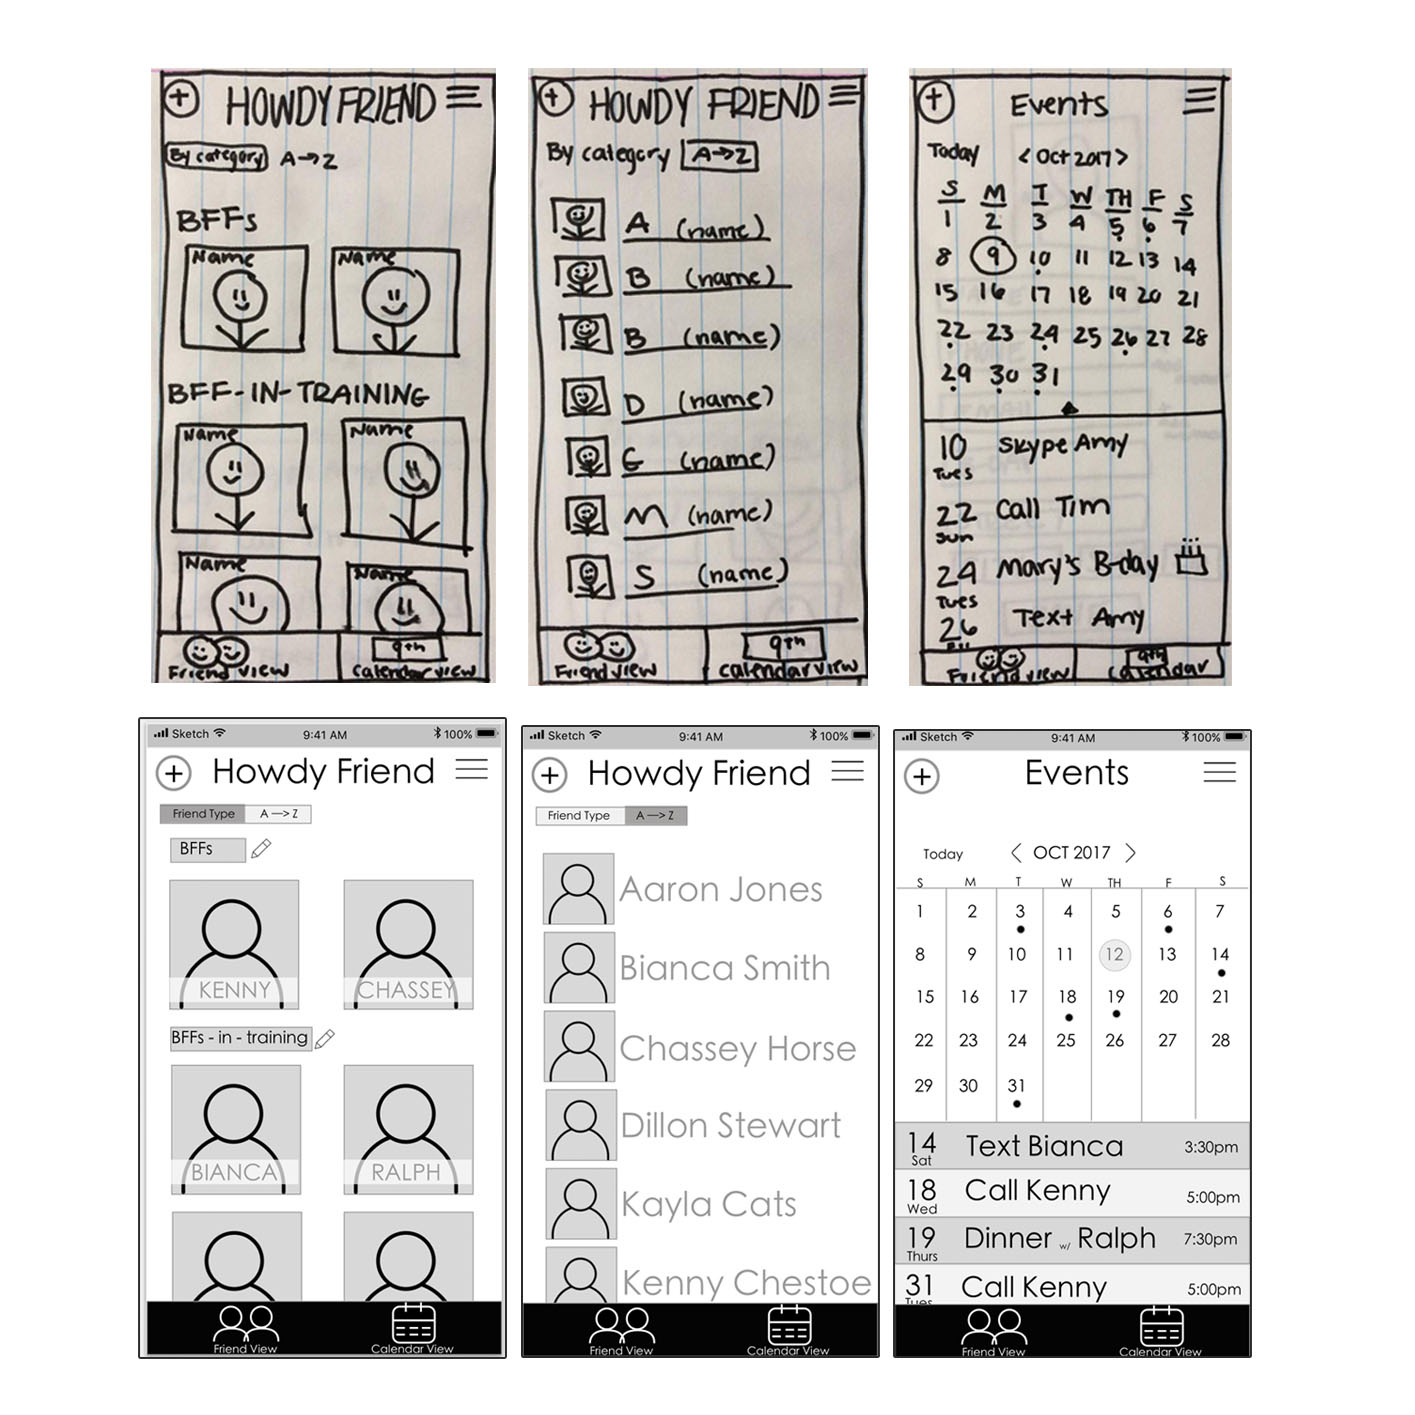 HOWDY FRIEND
By category A→Z
BFFs
Name Name
BFF-IN-TRAINING
Name Name
Name Name
9TH
Friend view Calendar view
HOWDY FRIEND
By category A→Z
A (name)
B (name)
B (name)
D (name)
G (name)
M (name)
S (name)
9TH
Friend view Calendar view
Events
Today < Oct 2017 >
S M T W TH F S
1 2 3 4 5 6 7
8 9 10 11 12 13 14
15 16 17 18 19 20 21
22 23 24 25 26 27 28
29 30 31
10 Skype Amy
Tues
22 Call Tim
Sun
24 Mary's B-day
Tues
26 Text Amy
9TH
Friend view Calendar
Sketch 9:41 AM 100%
+ Howdy Friend
Friend Type A —> Z
BFFs
KENNY CHASSEY
BFFs - in - training
BIANCA RALPH
Friend View Calendar View
Sketch 9:41 AM 100%
+ Howdy Friend
Friend Type A —> Z
Aaron Jones
Bianca Smith
Chassey Horse
Dillon Stewart
Kayla Cats
Kenny Chestoe
Friend View Calendar View
Sketch 9:41 AM 100%
+ Events
Today < OCT 2017 >
S M T W TH F S
1 2 3 4 5 6 7
8 9 10 11 12 13 14
15 16 17 18 19 20 21
22 23 24 25 26 27 28
29 30 31
14 Text Bianca 3:30pm
Sat
18 Call Kenny 5:00pm
Wed
19 Dinner w/ Ralph 7:30pm
Thurs
31 Call Kenny 5:00pm
Tues
Friend View Calendar View